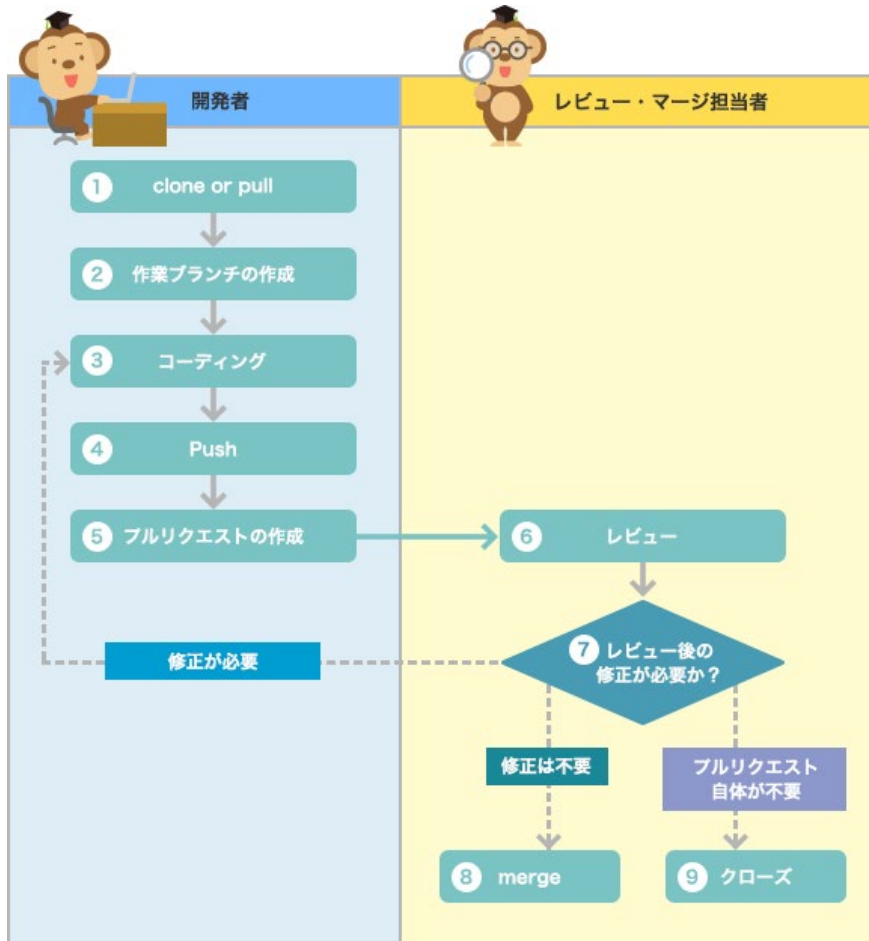 開発者
レビュー・マージ担当者
1 clone or pull
2 作業ブランチの作成
3 コーディング
4 Push
5 プルリクエストの作成
6 レビュー
7 レビュー後の
修正が必要か？
修正が必要
修正は不要
プルリクエスト
自体が不要
8 merge
9 クローズ